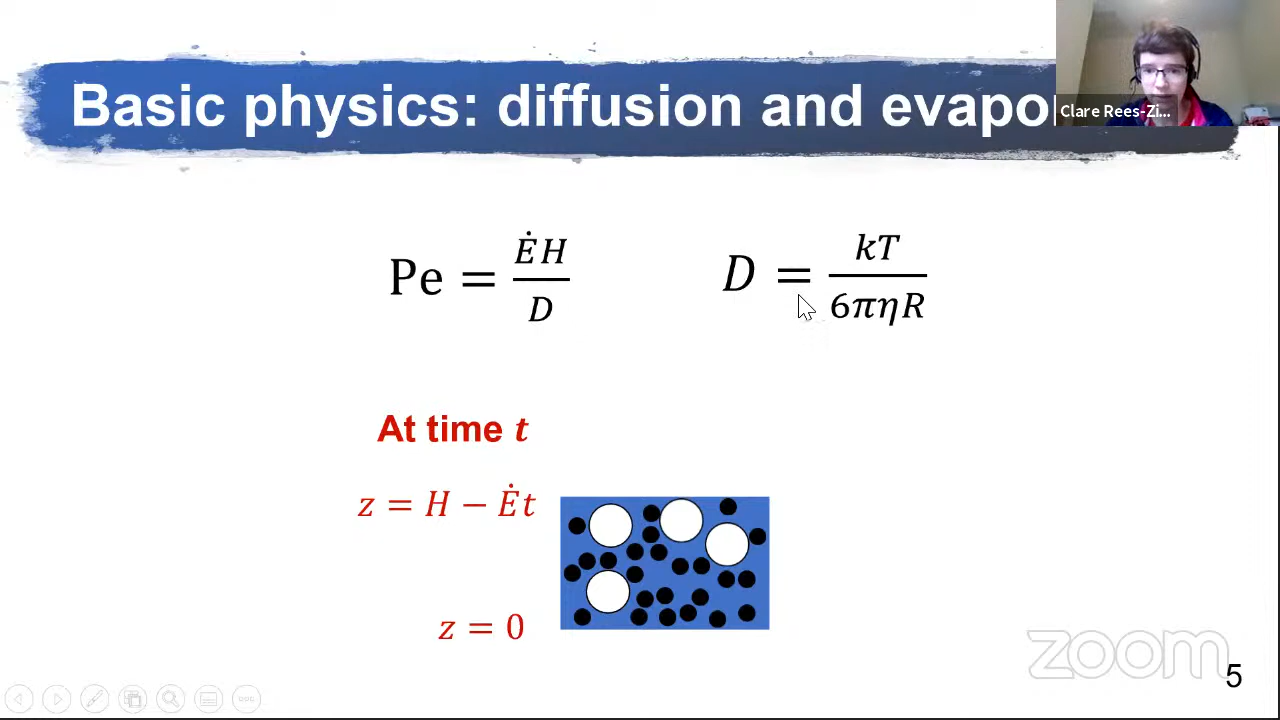 Basic physics: diffusion and evapo
Clare Rees-Zi...
Pe = ĖH / D
D = kT / 6πηR
At time t
z = H − Ėt
z = 0
zoom
5